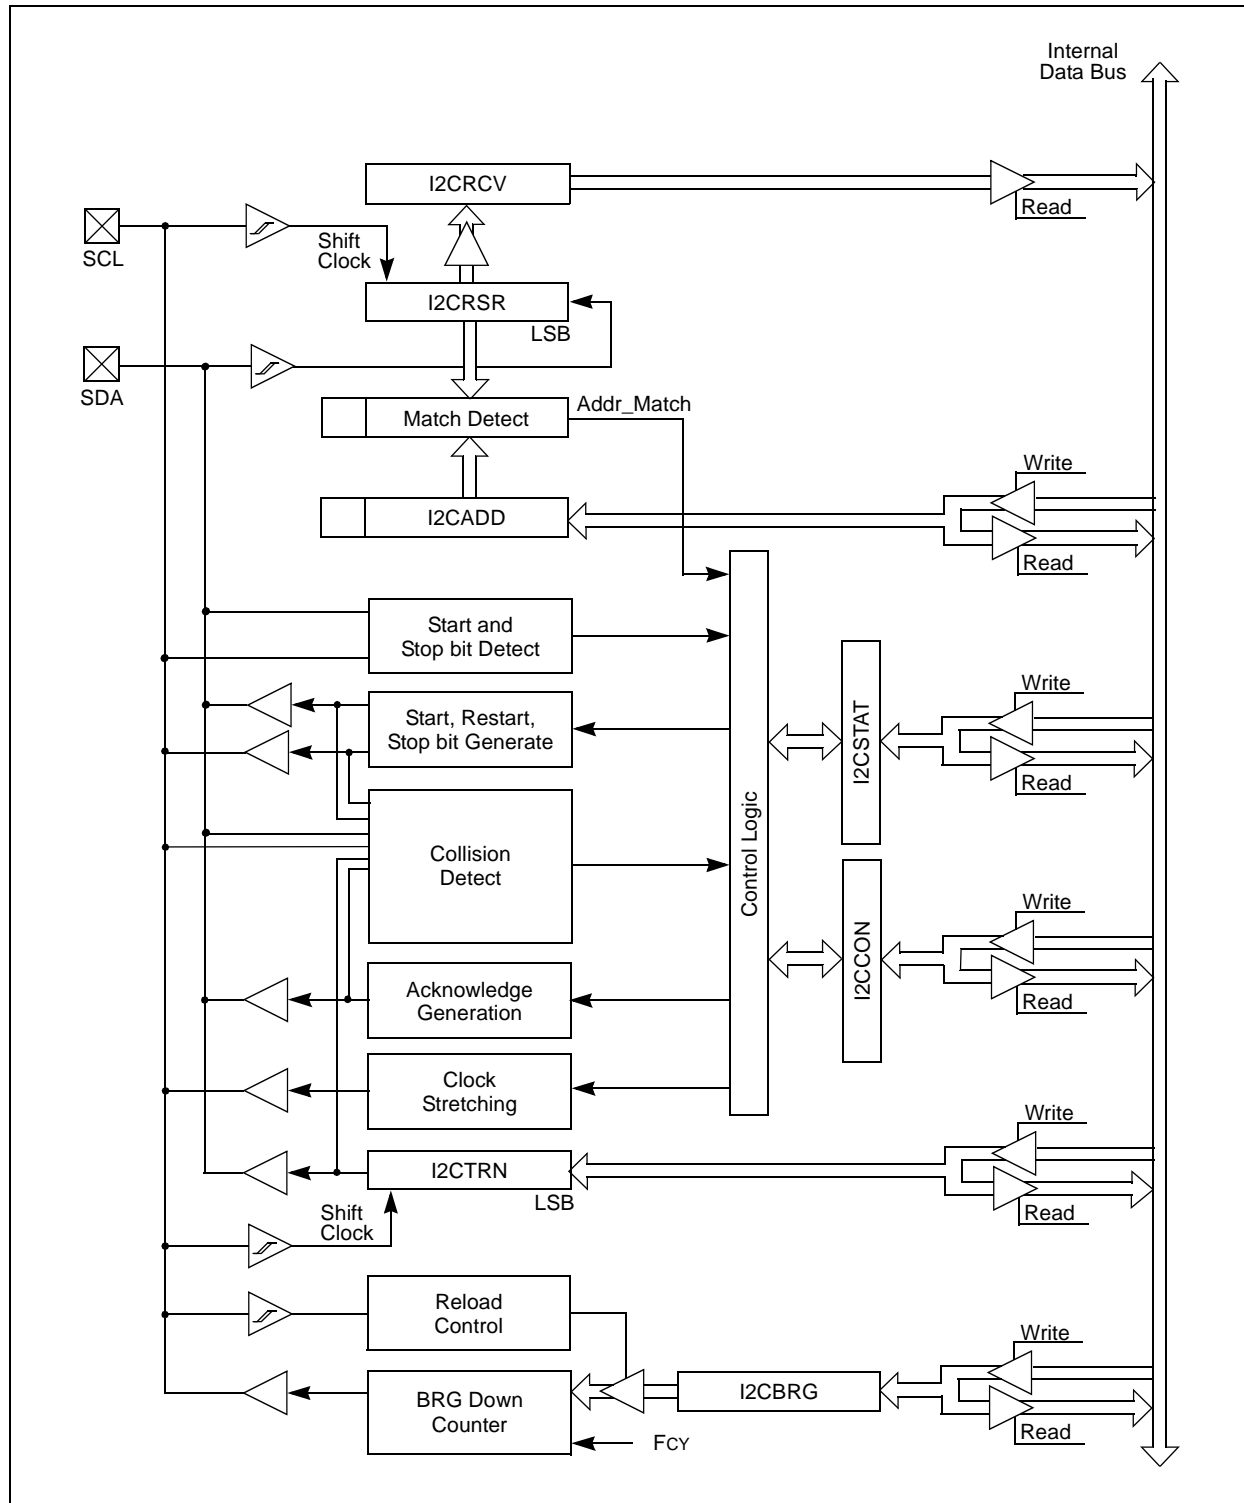 Internal
Data Bus
I2CRCV
Read
SCL
Shift
Clock
I2CRSR
LSB
SDA
Match Detect
Addr_Match
Write
I2CADD
Read
Start and
Stop bit Detect
Write
Start, Restart,
Stop bit Generate
I2CSTAT
Read
Control Logic
Collision
Detect
Write
I2CCON
Read
Acknowledge
Generation
Clock
Stretching
Write
I2CTRN
LSB
Read
Shift
Clock
Reload
Control
Write
I2CBRG
BRG Down
Counter
Read
FCY